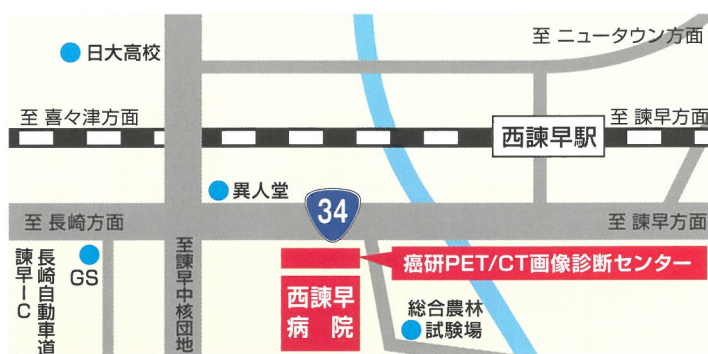 至 ニュータウン方面
日大高校
至 喜々津方面
至 諫早方面
西諫早駅
異人堂
34
至 長崎方面
至 諫早方面
長崎自動車道
諫早IC
GS
至諫早中核団地
癌研PET/CT画像診断センター
西諫早
病 院
総合農林
試験場